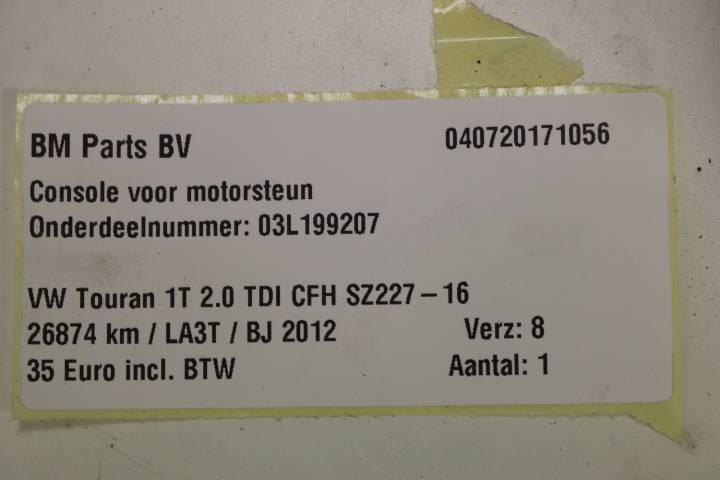 BM Parts BV 040720171056
Console voor motorsteun
Onderdeelnummer: 03L199207
VW Touran 1T 2.0 TDI CFH SZ227-16
26874 km / LA3T / BJ 2012 Verz: 8
35 Euro incl. BTW Aantal: 1